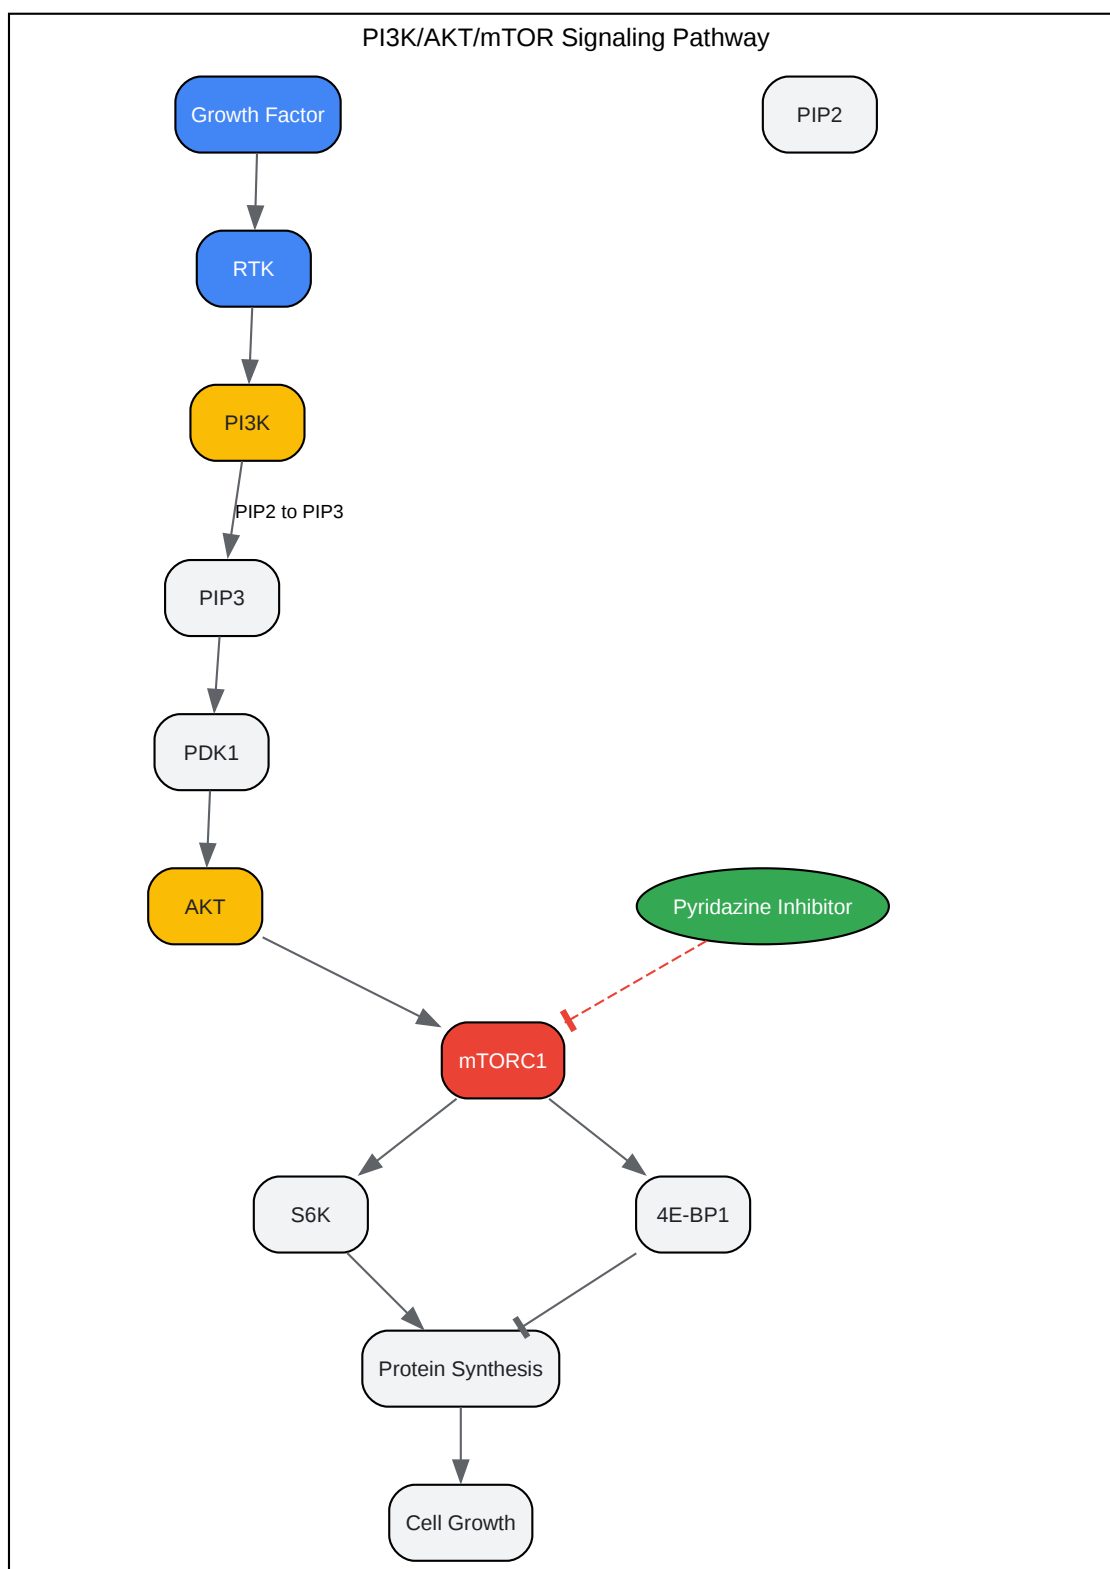 PI3K/AKT/mTOR Signaling Pathway
Growth Factor
PIP2
RTK
PI3K
PIP2 to PIP3
PIP3
PDK1
AKT
Pyridazine Inhibitor
mTORC1
S6K
4E-BP1
Protein Synthesis
Cell Growth